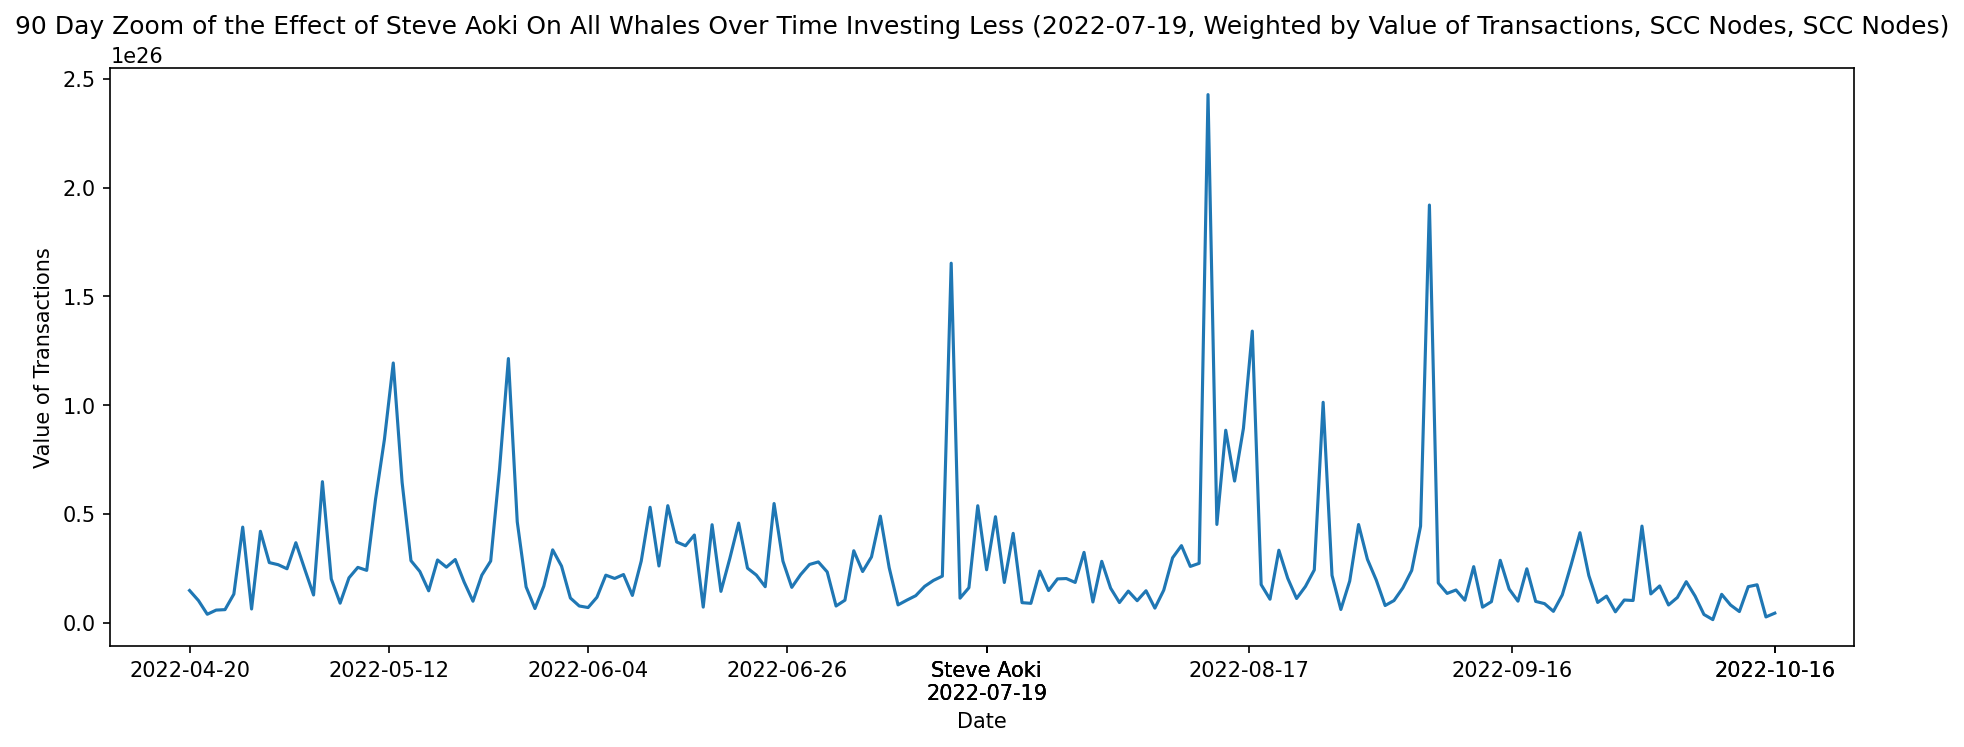 90 Day Zoom of the Effect of Steve Aoki On All Whales Over Time Investing Less (2022-07-19, Weighted by Value of Transactions, SCC Nodes, SCC Nodes)
1e26
2.5
2.0
1.5
1.0
0.5
0.0
Value of Transactions
2022-04-20 2022-05-12 2022-06-04 2022-06-26 Steve Aoki 2022-08-17 2022-09-16 2022-10-16
2022-07-19
Date